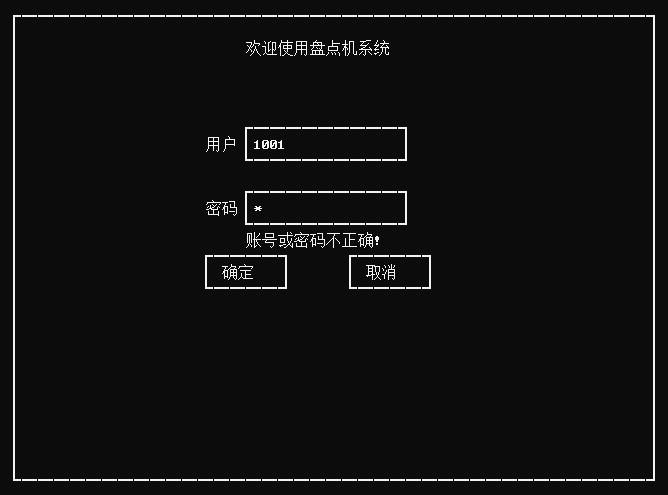 欢迎使用盘点机系统
用户 1001
密码 *
账号或密码不正确!
确定 取消